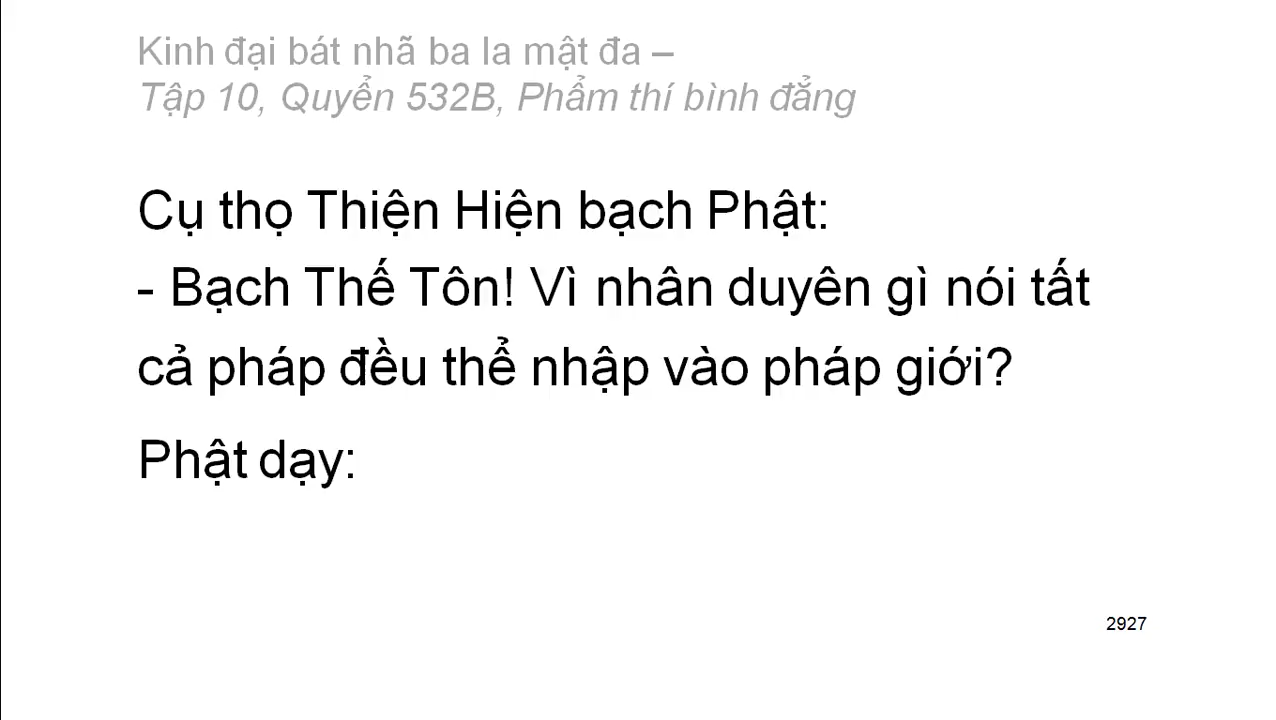 Kinh đại bát nhã ba la mật đa –
Tập 10, Quyển 532B, Phẩm thí bình đẳng
Cụ thọ Thiện Hiện bạch Phật:
- Bạch Thế Tôn! Vì nhân duyên gì nói tất
cả pháp đều thể nhập vào pháp giới?
Phật dạy:
2927